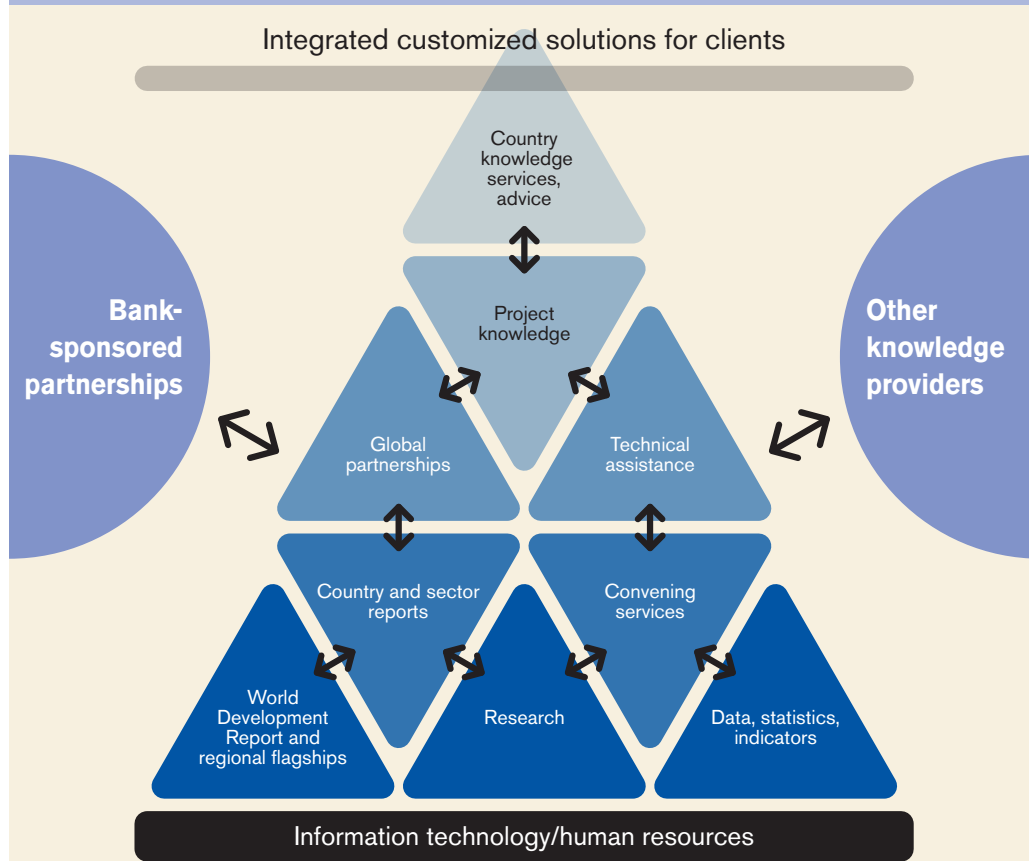 Integrated customized solutions for clients
Country
knowledge
services,
advice
Project
knowledge
Bank-
sponsored
partnerships
Other
knowledge
providers
Global
partnerships
Technical
assistance
Country and sector
reports
Convening
services
World
Development
Report and
regional flagships
Research
Data, statistics,
indicators
Information technology/human resources